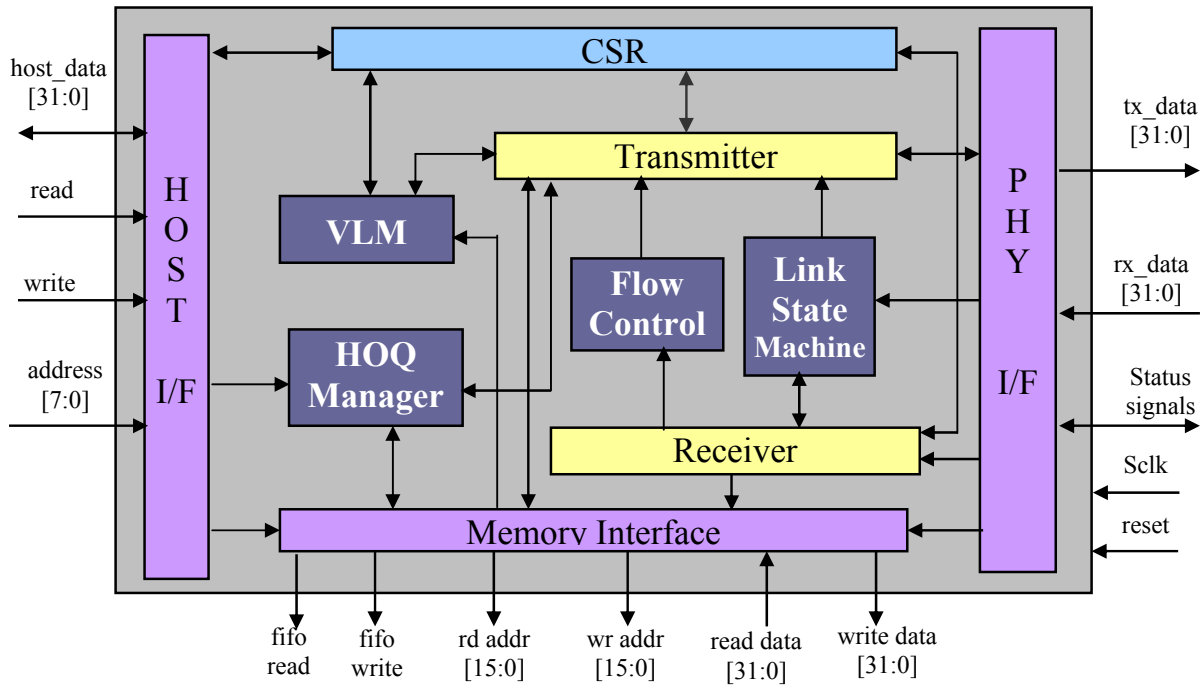 host_data
[31:0]
read
write
address
[7:0]
H
O
S
T
I/F
CSR
Transmitter
VLM
Flow
Control
Link
State
Machine
HOQ
Manager
Receiver
Memory Interface
P
H
Y
I/F
tx_data
[31:0]
rx_data
[31:0]
Status
signals
Sclk
reset
fifo
read
fifo
write
rd addr
[15:0]
wr addr
[15:0]
read data
[31:0]
write data
[31:0]